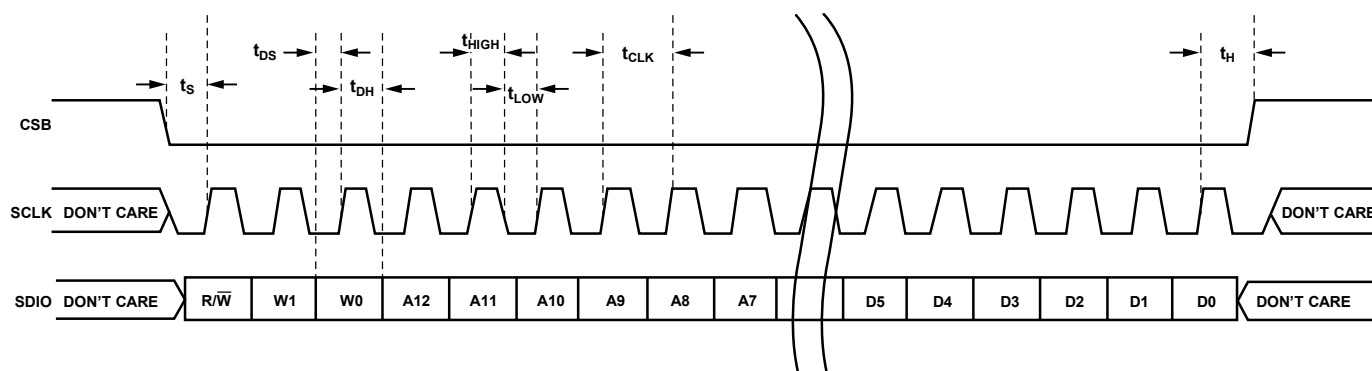 tDS
tHIGH
tCLK
tH
tS
tDH
tLOW
CSB
SCLK DON'T CARE
DON'T CARE
SDIO DON'T CARE R/W̅ W1 W0 A12 A11 A10 A9 A8 A7 D5 D4 D3 D2 D1 D0 DON'T CARE